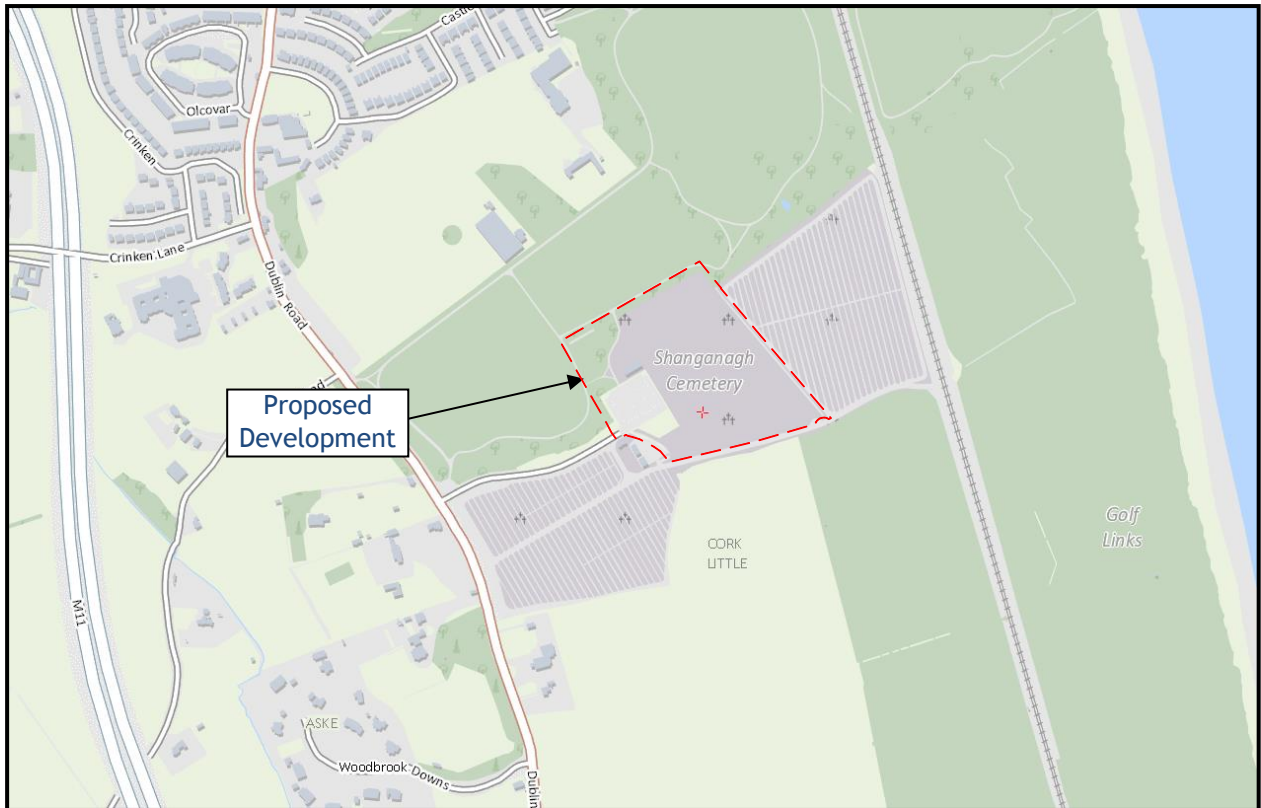 Castle
Olcovar
Crinken
Crinken Lane
Dublin Road
Shanganagh
Cemetery
Proposed
Development
Golf
Links
CORK
LITTLE
M11
ASKE
Woodbrook Downs
Dublin